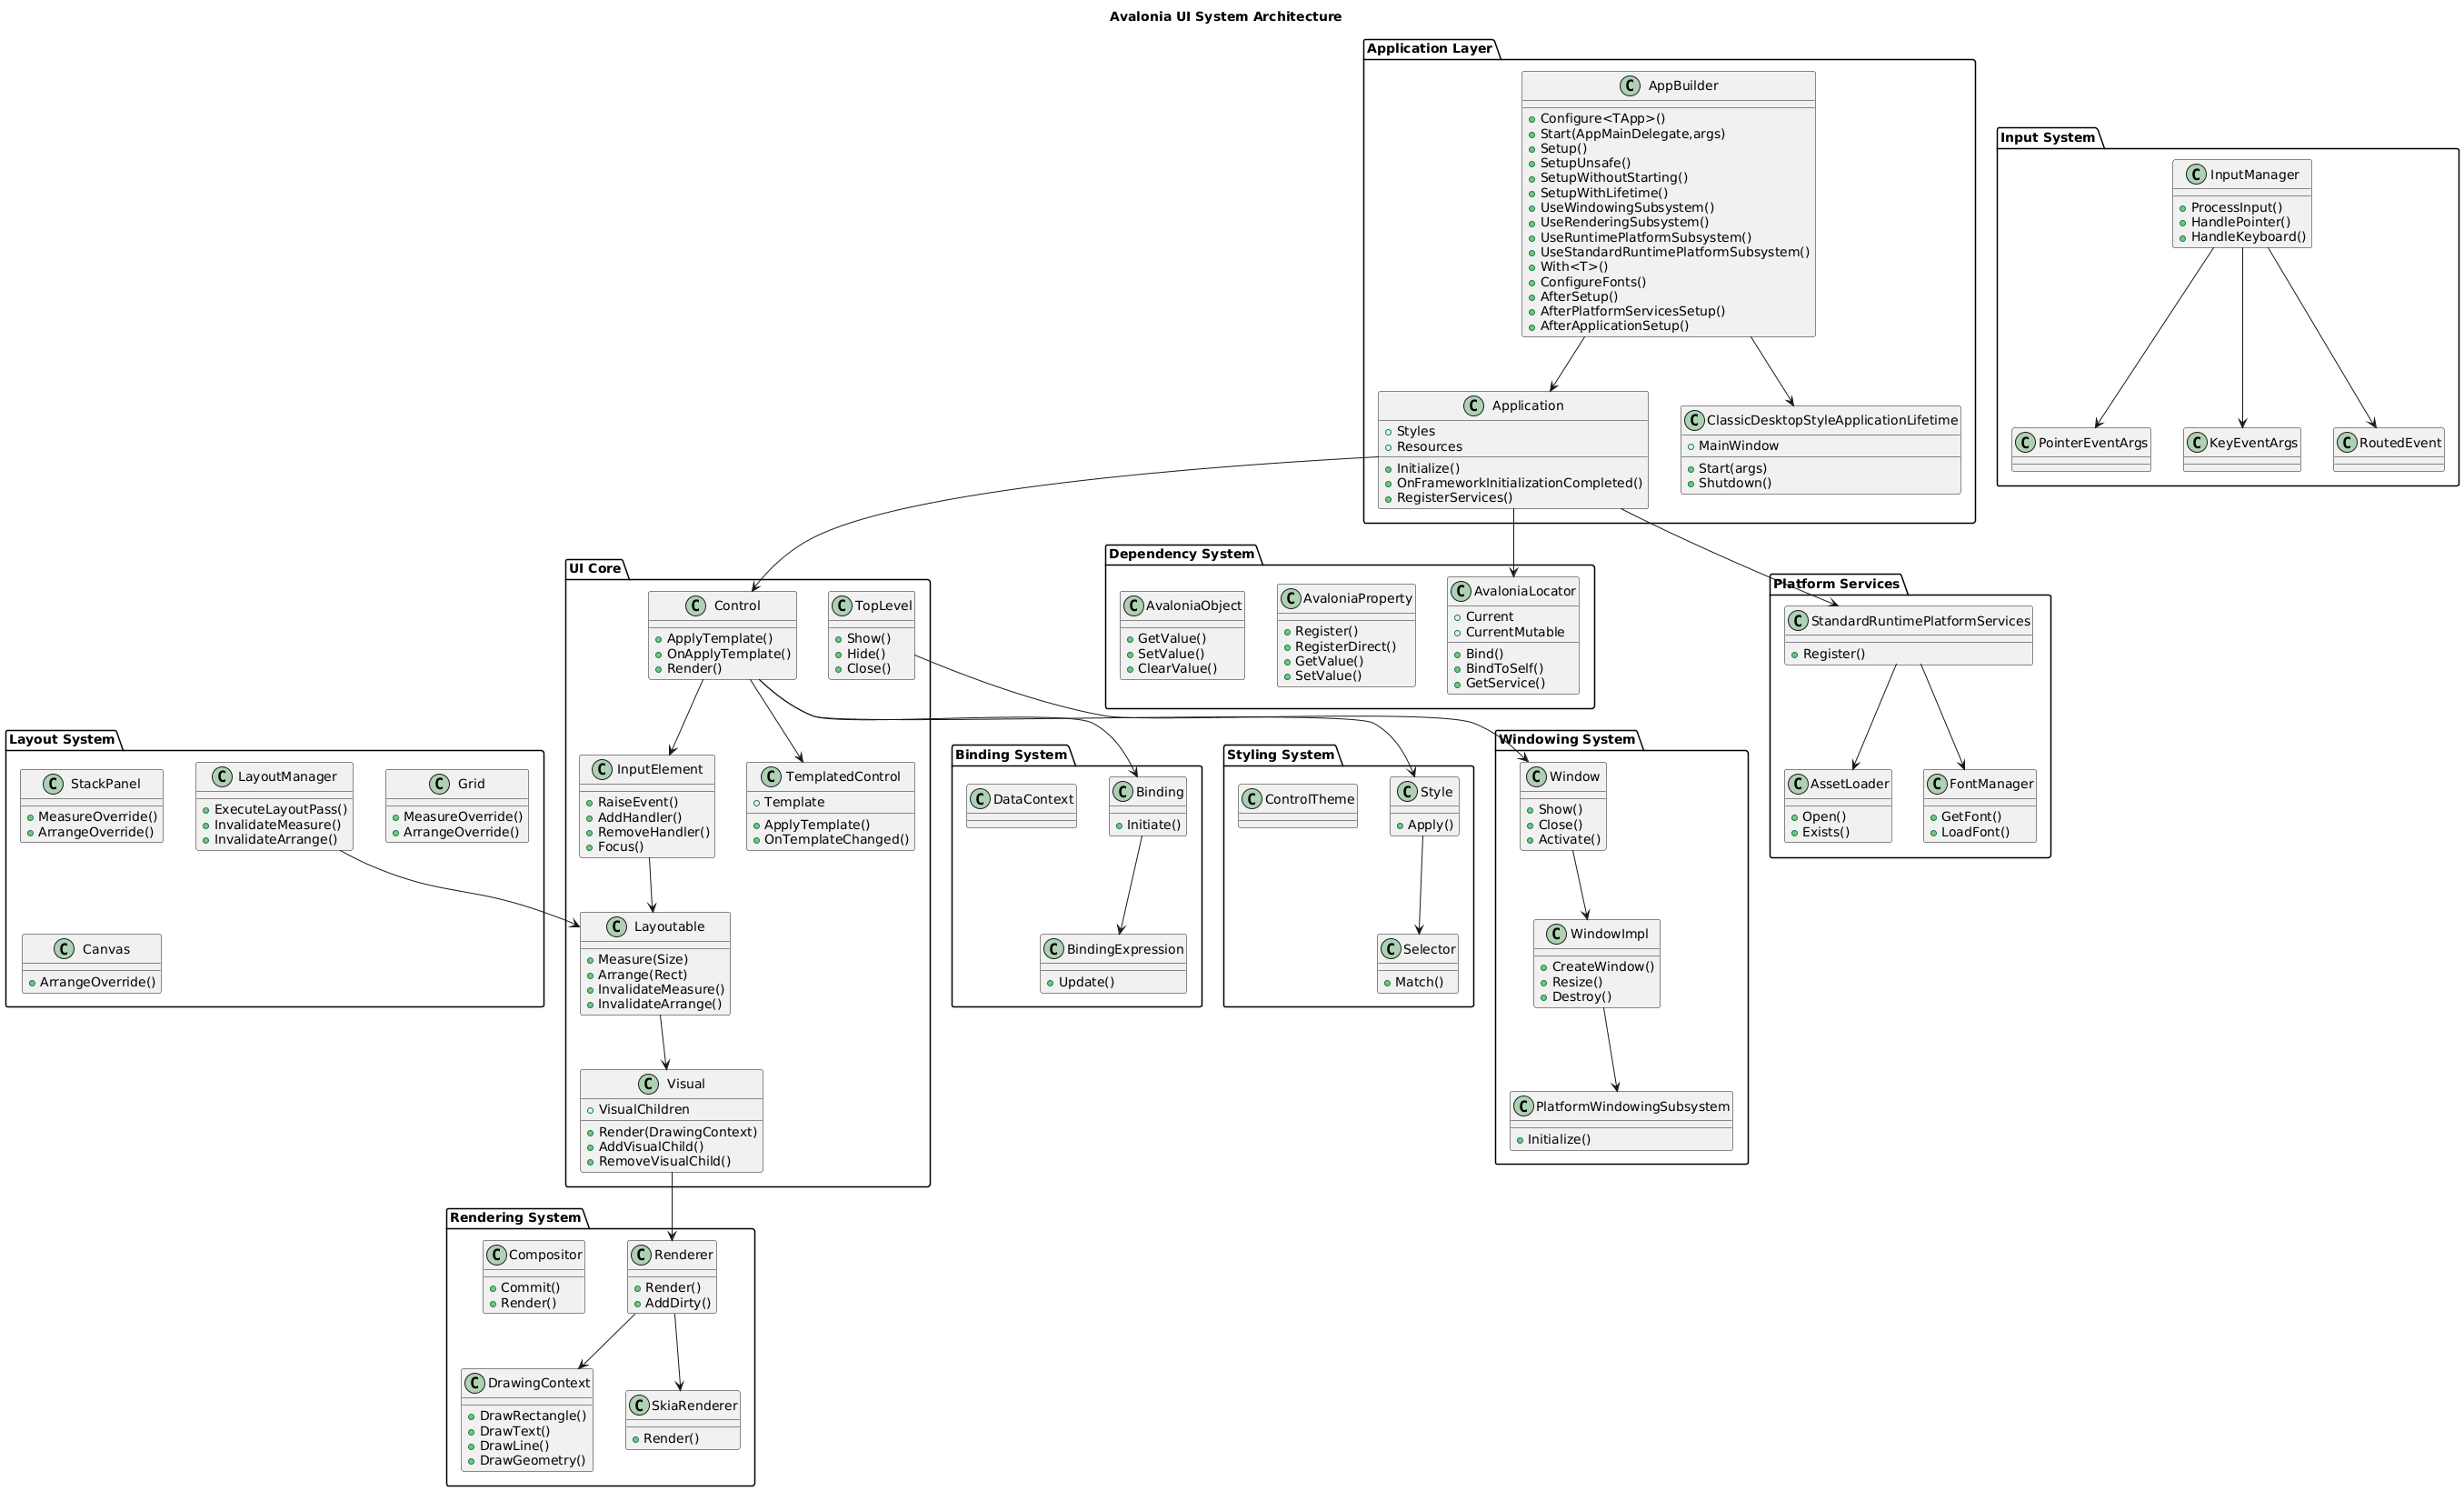 Avalonia UI System Architecture
Application Layer
C AppBuilder
Configure<TApp>()
Start(AppMainDelegate,args)
Setup()
SetupUnsafe()
SetupWithoutStarting()
SetupWithLifetime()
UseWindowingSubsystem()
UseRenderingSubsystem()
UseRuntimePlatformSubsystem()
UseStandardRuntimePlatformSubsystem()
With<T>()
ConfigureFonts()
AfterSetup()
AfterPlatformServicesSetup()
AfterApplicationSetup()
C Application
Styles
Resources
Initialize()
OnFrameworkInitializationCompleted()
RegisterServices()
C ClassicDesktopStyleApplicationLifetime
MainWindow
Start(args)
Shutdown()
Input System
C InputManager
ProcessInput()
HandlePointer()
HandleKeyboard()
C PointerEventArgs
C KeyEventArgs
C RoutedEvent
UI Core
C Control
ApplyTemplate()
OnApplyTemplate()
Render()
C TopLevel
Show()
Hide()
Close()
C InputElement
RaiseEvent()
AddHandler()
RemoveHandler()
Focus()
C TemplatedControl
Template
ApplyTemplate()
OnTemplateChanged()
C Layoutable
Measure(Size)
Arrange(Rect)
InvalidateMeasure()
InvalidateArrange()
C Visual
VisualChildren
Render(DrawingContext)
AddVisualChild()
RemoveVisualChild()
Dependency System
C AvaloniaObject
GetValue()
SetValue()
ClearValue()
C AvaloniaProperty
Register()
RegisterDirect()
GetValue()
SetValue()
C AvaloniaLocator
Current
CurrentMutable
Bind()
BindToSelf()
GetService()
Platform Services
C StandardRuntimePlatformServices
Register()
C AssetLoader
Open()
Exists()
C FontManager
GetFont()
LoadFont()
Layout System
C StackPanel
MeasureOverride()
ArrangeOverride()
C LayoutManager
ExecuteLayoutPass()
InvalidateMeasure()
InvalidateArrange()
C Grid
MeasureOverride()
ArrangeOverride()
C Canvas
ArrangeOverride()
Binding System
C DataContext
C Binding
Initiate()
C BindingExpression
Update()
Styling System
C ControlTheme
C Style
Apply()
C Selector
Match()
Windowing System
C Window
Show()
Close()
Activate()
C WindowImpl
CreateWindow()
Resize()
Destroy()
C PlatformWindowingSubsystem
Initialize()
Rendering System
C Compositor
Commit()
Render()
C Renderer
Render()
AddDirty()
C DrawingContext
DrawRectangle()
DrawText()
DrawLine()
DrawGeometry()
C SkiaRenderer
Render()